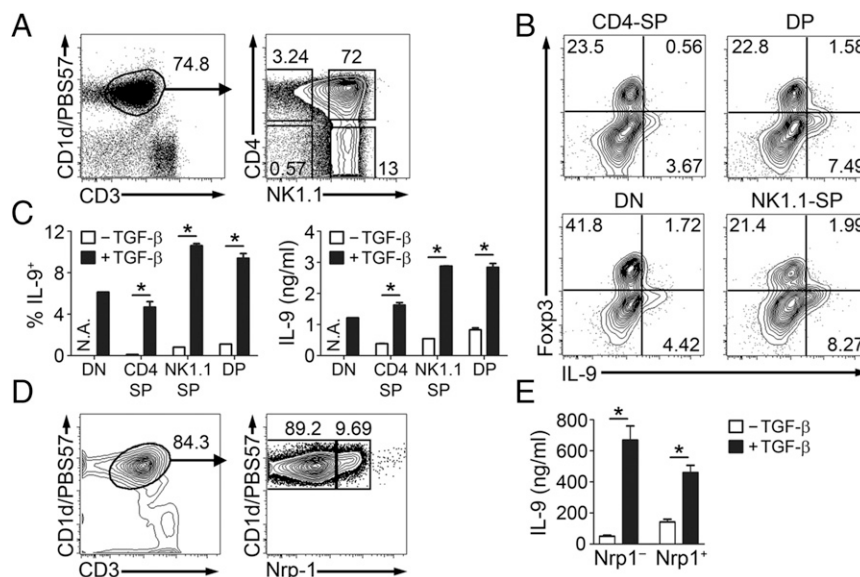 A
74.8
CD1d/PBS57
CD3
3.24
72
0.57
13
CD4
NK1.1
B
CD4-SP
DP
23.5
0.56
3.67
22.8
1.58
7.49
DN
NK1.1-SP
41.8
1.72
4.42
21.4
1.99
8.27
Foxp3
IL-9
C
– TGF-β
+ TGF-β
% IL-9+
12
8
4
0
N.A.
*
*
*
DN
CD4 SP
NK1.1 SP
DP
– TGF-β
+ TGF-β
IL-9 (ng/ml)
4
3
2
1
0
N.A.
*
*
*
DN
CD4 SP
NK1.1 SP
DP
D
84.3
CD1d/PBS57
CD3
89.2
9.69
CD1d/PBS57
Nrp-1
E
– TGF-β
+ TGF-β
IL-9 (ng/ml)
800
600
400
200
0
*
*
Nrp1–
Nrp1+